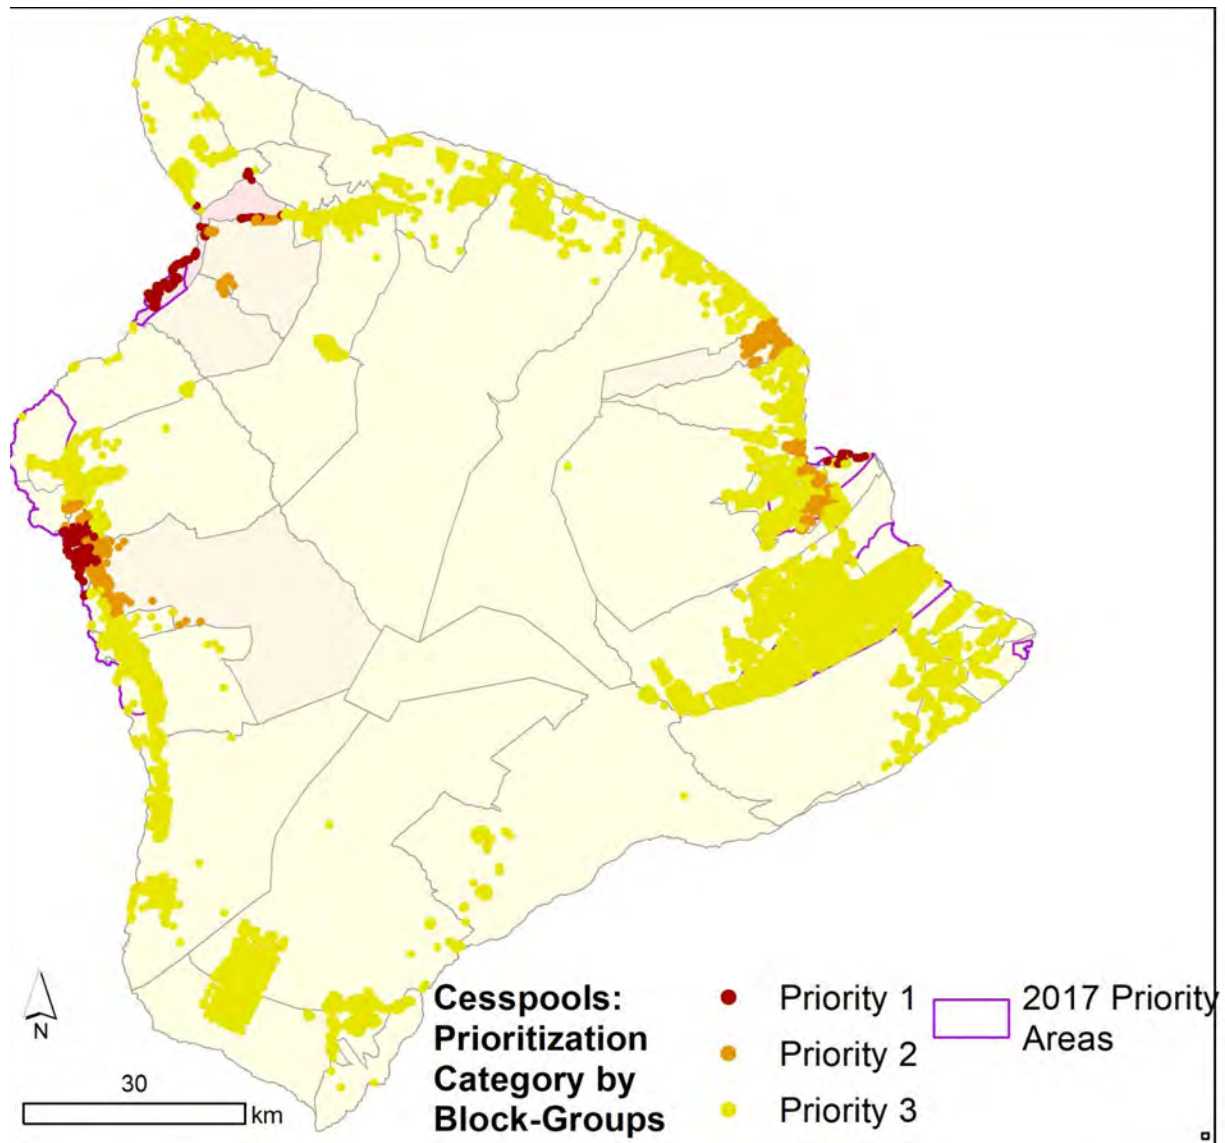 N
30
km
Cesspools:
Prioritization
Category by
Block-Groups
Priority 1
Priority 2
Priority 3
2017 Priority
Areas